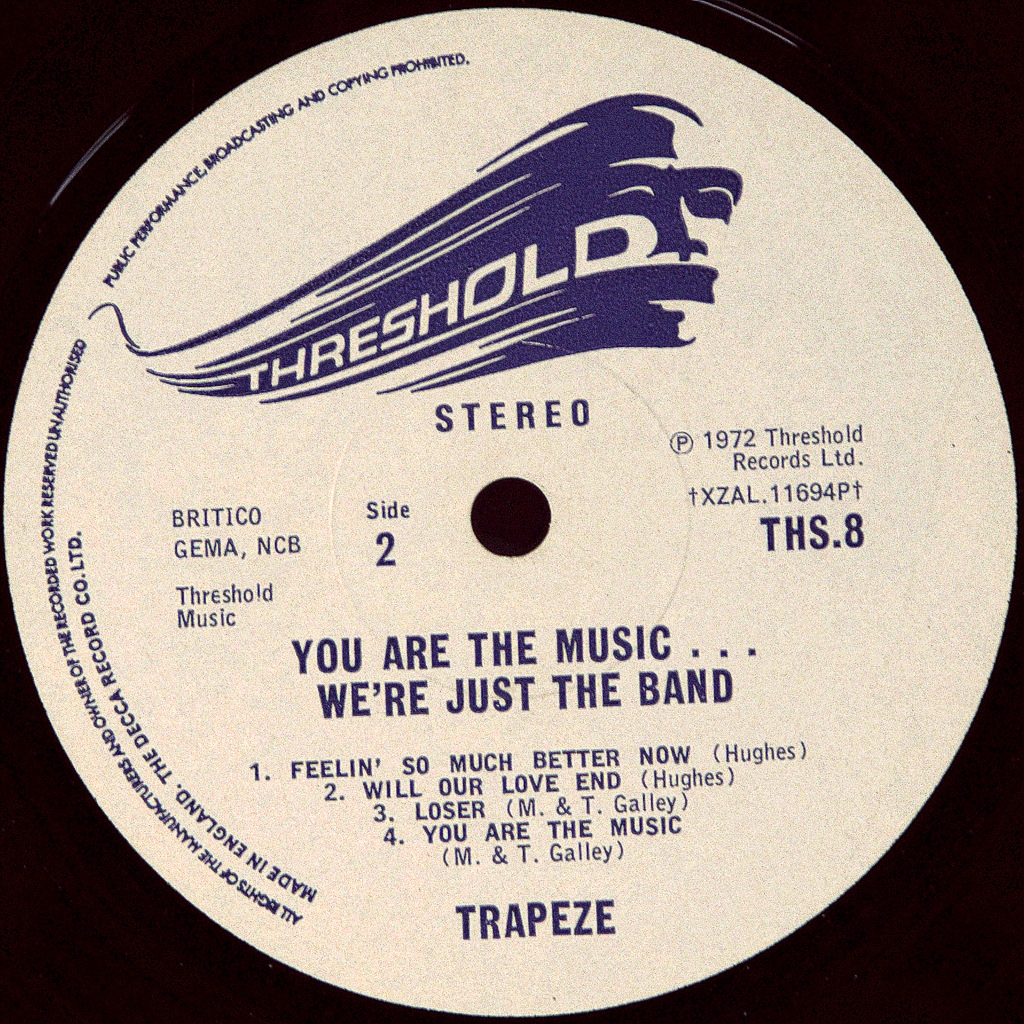 PUBLIC PERFORMANCE, BROADCASTING AND COPYING PROHIBITED.
THRESHOLD
STEREO
℗ 1972 Threshold
Records Ltd.
†XZAL.11694P†
THS.8
BRITICO
GEMA, NCB
Threshold
Music
Side
2
YOU ARE THE MUSIC . . .
WE'RE JUST THE BAND
1. FEELIN' SO MUCH BETTER NOW (Hughes)
2. WILL OUR LOVE END (Hughes)
3. LOSER (M. & T. Galley)
4. YOU ARE THE MUSIC
(M. & T. Galley)
TRAPEZE
ALL RIGHTS OF THE MANUFACTURERS AND OWNER OF THE RECORDED WORK RESERVED UNAUTHORISED
MADE IN ENGLAND. THE DECCA RECORD CO. LTD.